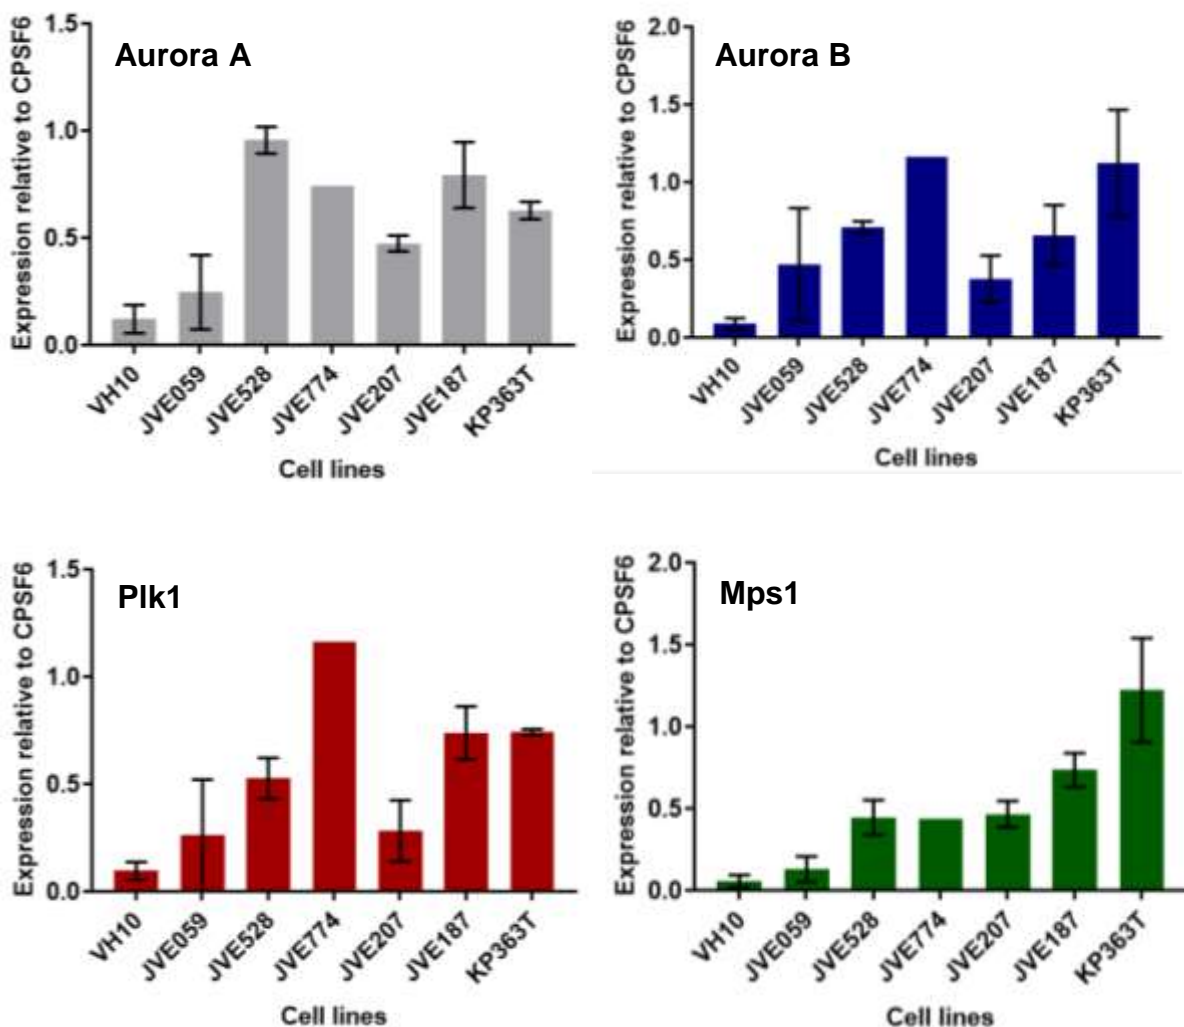 Aurora A
Expression relative to CPSF6
1.5
1.0
0.5
0.0
VH10
JVE059
JVE528
JVE774
JVE207
JVE187
KP363T
Cell lines
Aurora B
Expression relative to CPSF6
2.0
1.5
1.0
0.5
0.0
VH10
JVE059
JVE528
JVE774
JVE207
JVE187
KP363T
Cell lines
Plk1
Expression relative to CPSF6
1.5
1.0
0.5
0.0
VH10
JVE059
JVE528
JVE774
JVE207
JVE187
KP363T
Cell lines
Mps1
Expression relative to CPSF6
2.0
1.5
1.0
0.5
0.0
VH10
JVE059
JVE528
JVE774
JVE207
JVE187
KP363T
Cell lines